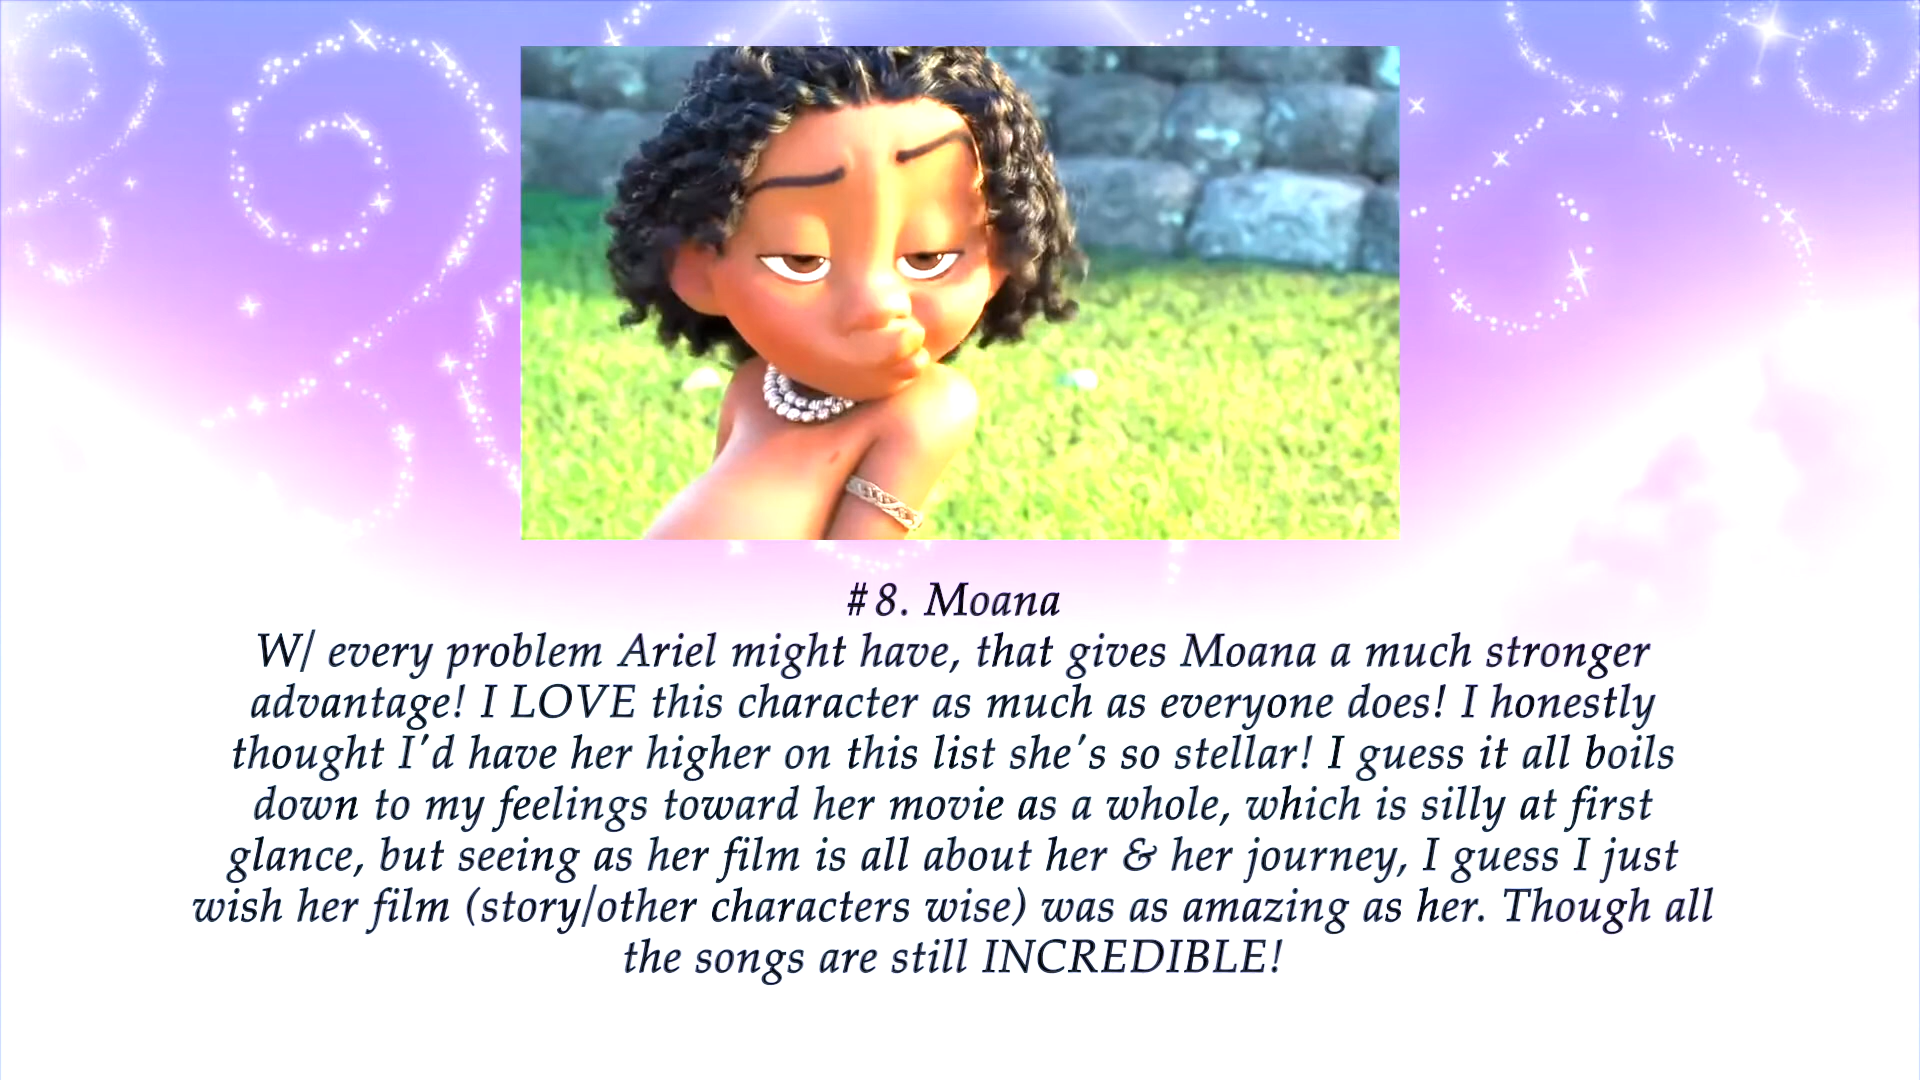 #8. Moana
W/ every problem Ariel might have, that gives Moana a much stronger
advantage! I LOVE this character as much as everyone does! I honestly
thought I'd have her higher on this list she's so stellar! I guess it all boils
down to my feelings toward her movie as a whole, which is silly at first
glance, but seeing as her film is all about her & her journey, I guess I just
wish her film (story/other characters wise) was as amazing as her. Though all
the songs are still INCREDIBLE!